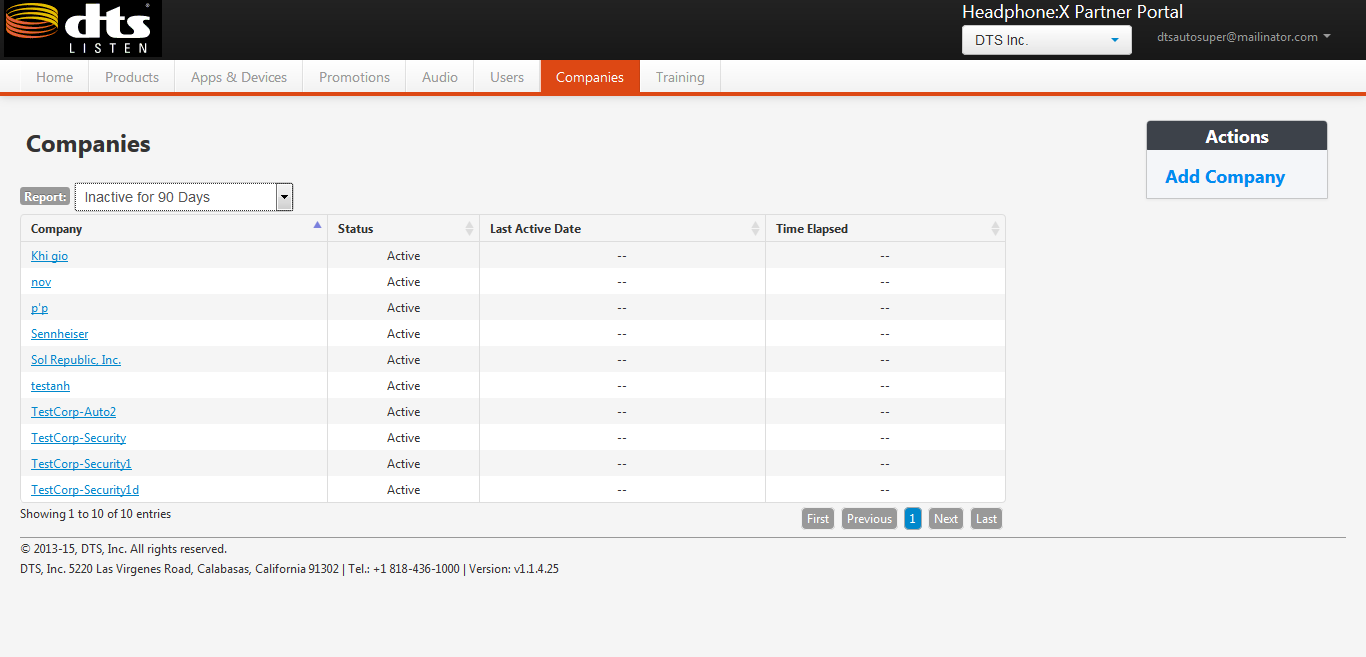 dts®
LISTEN
Headphone:X Partner Portal
DTS Inc.
dtsautosuper@mailinator.com
Home Products Apps & Devices Promotions Audio Users Companies Training
Companies
Actions
Add Company
Report: Inactive for 90 Days
Company Status Last Active Date Time Elapsed
Khi gio Active -- --
nov Active -- --
p'p Active -- --
Sennheiser Active -- --
Sol Republic, Inc. Active -- --
testanh Active -- --
TestCorp-Auto2 Active -- --
TestCorp-Security Active -- --
TestCorp-Security1 Active -- --
TestCorp-Security1d Active -- --
Showing 1 to 10 of 10 entries
First Previous 1 Next Last
© 2013-15, DTS, Inc. All rights reserved.
DTS, Inc. 5220 Las Virgenes Road, Calabasas, California 91302 | Tel.: +1 818-436-1000 | Version: v1.1.4.25